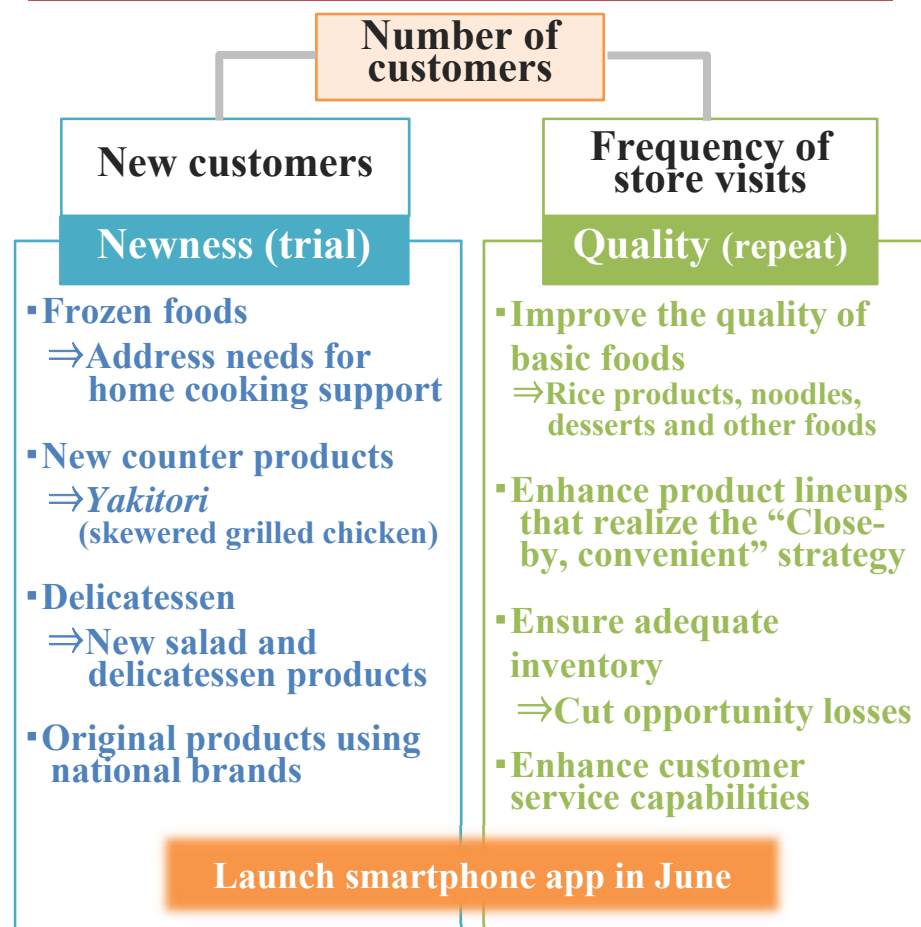 Number of
customers
New customers
Newness (trial)
▪Frozen foods
⇒Address needs for
home cooking support
▪New counter products
⇒Yakitori
(skewered grilled chicken)
▪Delicatessen
⇒New salad and
delicatessen products
▪Original products using
national brands
Frequency of
store visits
Quality (repeat)
▪Improve the quality of
basic foods
⇒Rice products, noodles,
desserts and other foods
▪Enhance product lineups
that realize the “Close-
by, convenient” strategy
▪Ensure adequate
inventory
⇒Cut opportunity losses
▪Enhance customer
service capabilities
Launch smartphone app in June